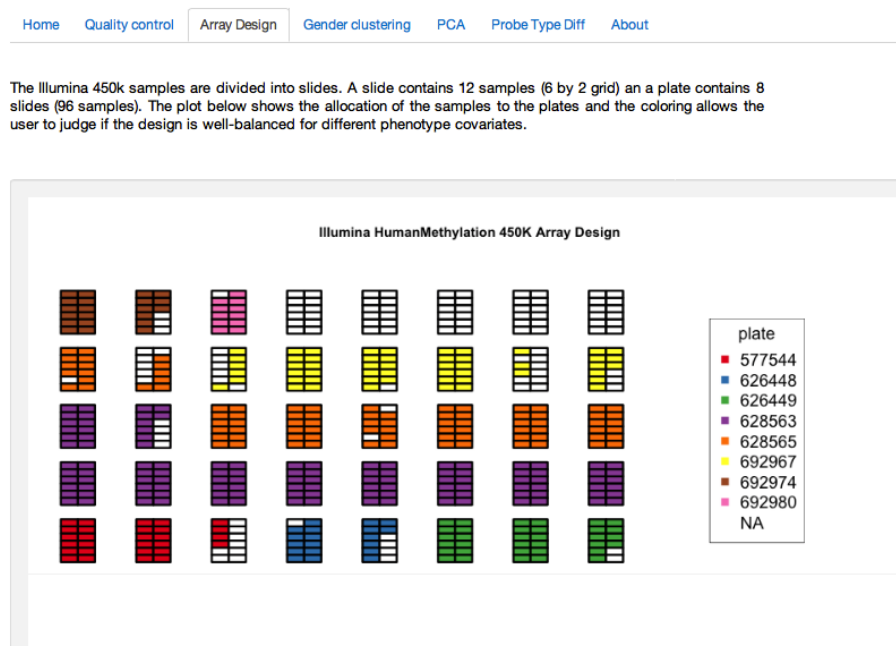 Home Quality control Array Design Gender clustering PCA Probe Type Diff About
The Illumina 450k samples are divided into slides. A slide contains 12 samples (6 by 2 grid) an a plate contains 8
slides (96 samples). The plot below shows the allocation of the samples to the plates and the coloring allows the
user to judge if the design is well-balanced for different phenotype covariates.
Illumina HumanMethylation 450K Array Design
plate
577544
626448
626449
628563
628565
692967
692974
692980
NA